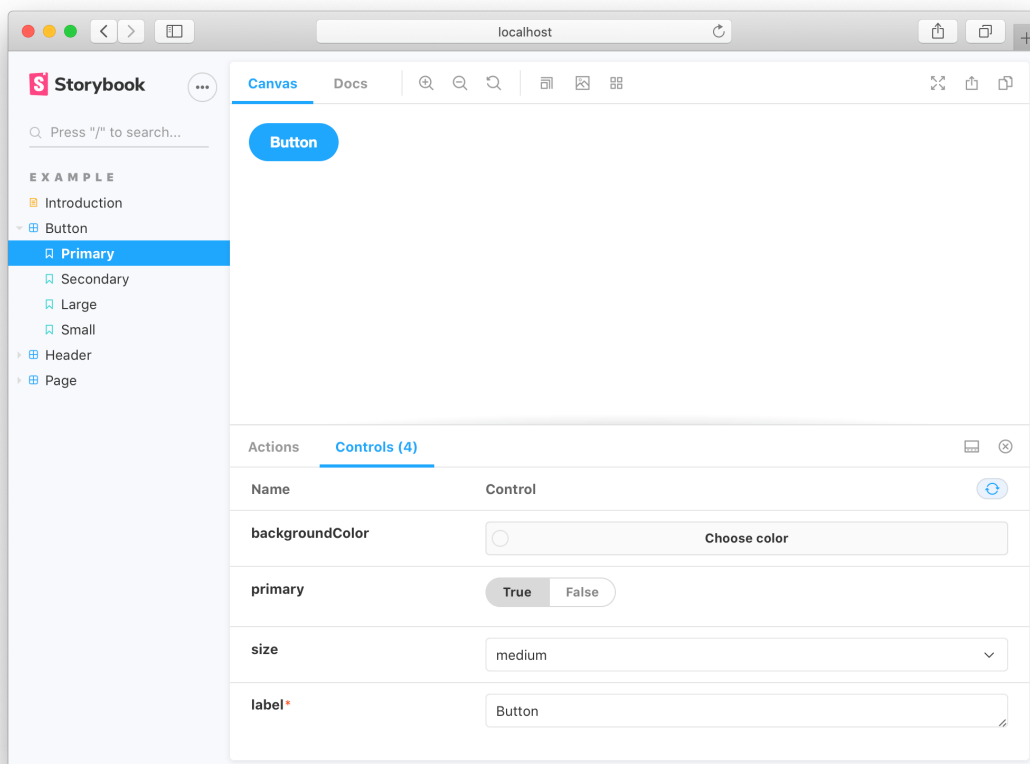 localhost
Storybook
Press "/" to search...
EXAMPLE
Introduction
Button
Primary
Secondary
Large
Small
Header
Page
Canvas Docs
Button
Actions Controls (4)
Name Control
backgroundColor Choose color
primary True False
size medium
label* Button